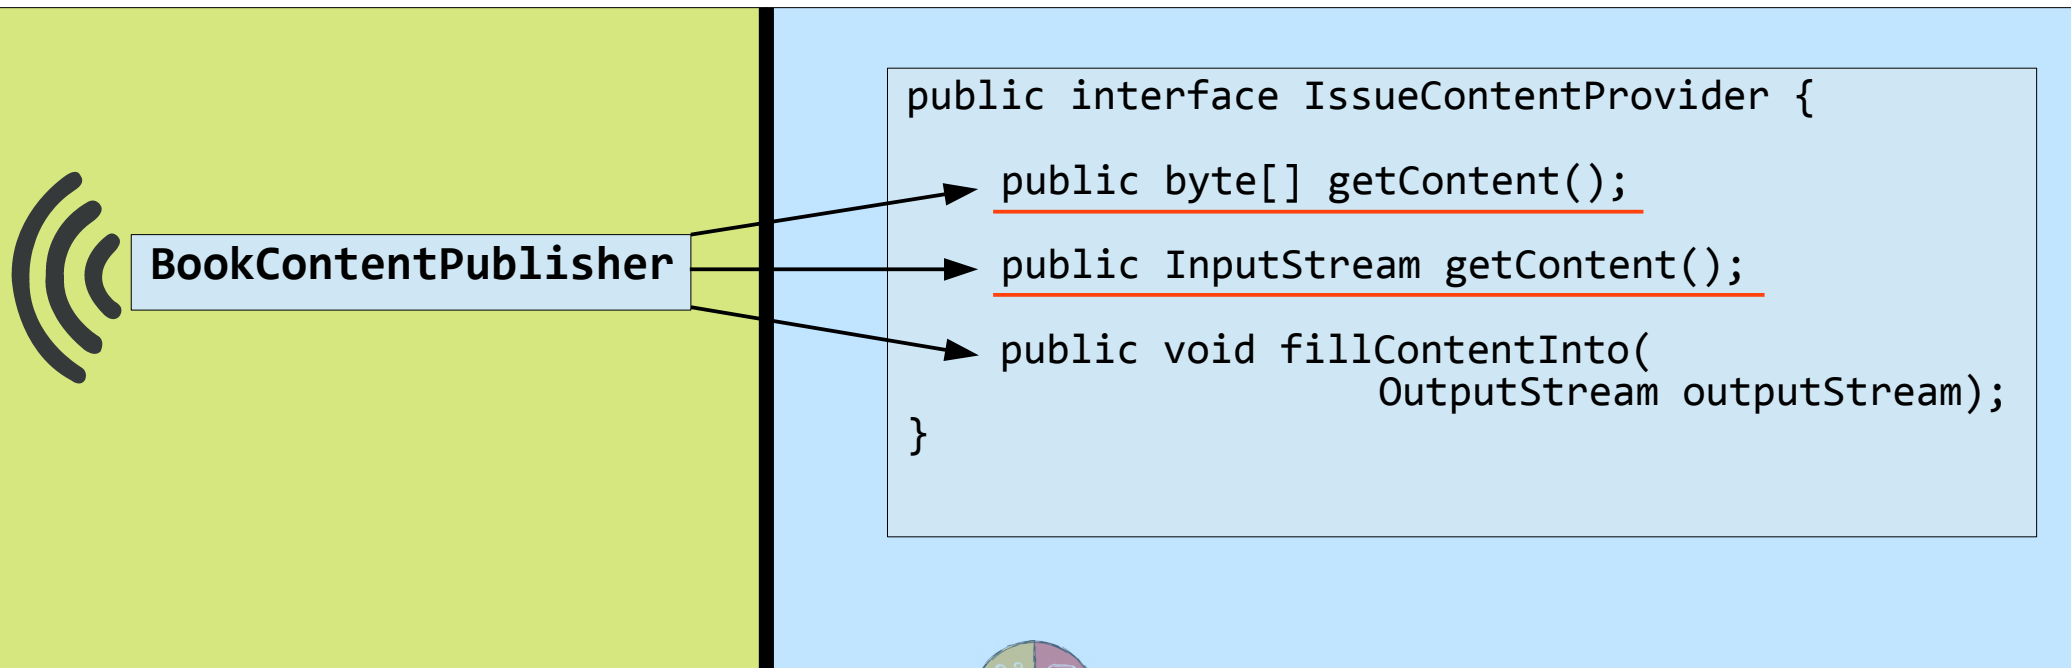 BookContentPublisher
public interface IssueContentProvider {
public byte[] getContent();
public InputStream getContent();
public void fillContentInto(
OutputStream outputStream);
}